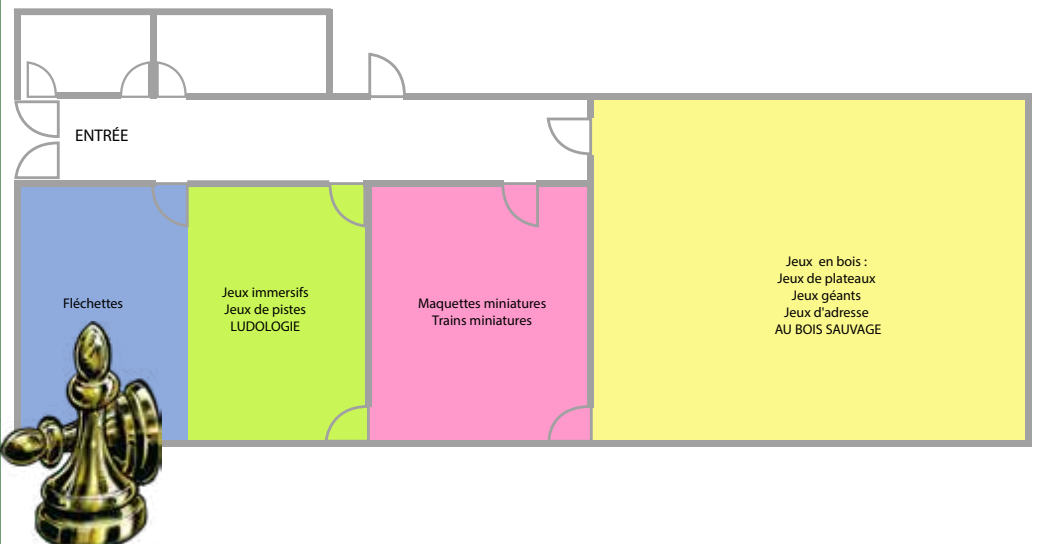 ENTRÉE
Fléchettes
Jeux immersifs
Jeux de pistes
LUDOLOGIE
Maquettes miniatures
Trains miniatures
Jeux en bois :
Jeux de plateaux
Jeux géants
Jeux d'adresse
AU BOIS SAUVAGE